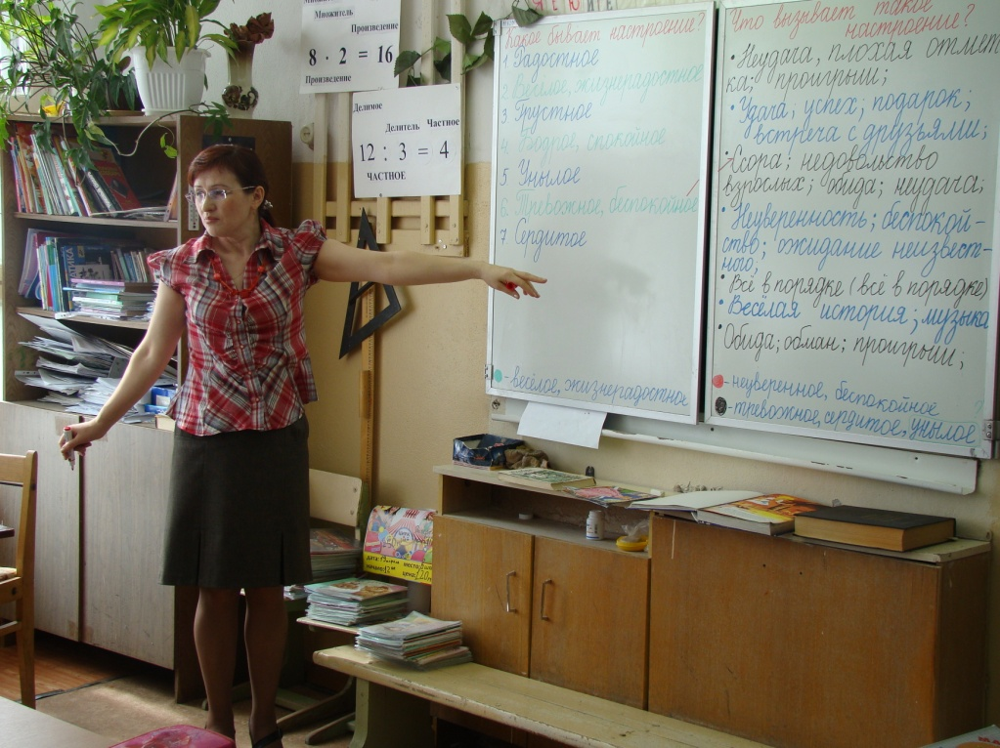 Множитель
Множитель
Произведение
8 · 2 = 16
Произведение
Делимое
Делитель Частное
12 : 3 = 4
ЧАСТНОЕ
Какое бывает настроение?
1. Радостное
2. Весёлое, жизнерадостное
3. Грустное
4. Бодрое, спокойное
5. Унылое
6. Тревожное, беспокойное
7. Сердитое
- весёлое, жизнерадостное
Что вызывает такое
настроение?
• Неудача, плохая отмет-
ка; проигрыш;
• Удача; успех; подарок;
встреча с друзьями;
• Ссора; недовольство
взрослых; обида; неудача;
• Неуверенность; беспокой-
ство; ожидание неизвест-
ного;
• Всё в порядке (всё в порядке)
• Весёлая история; музыка
Обида; обман; проигрыш;
- неуверенное, беспокойное
- тревожное, сердитое, унылое